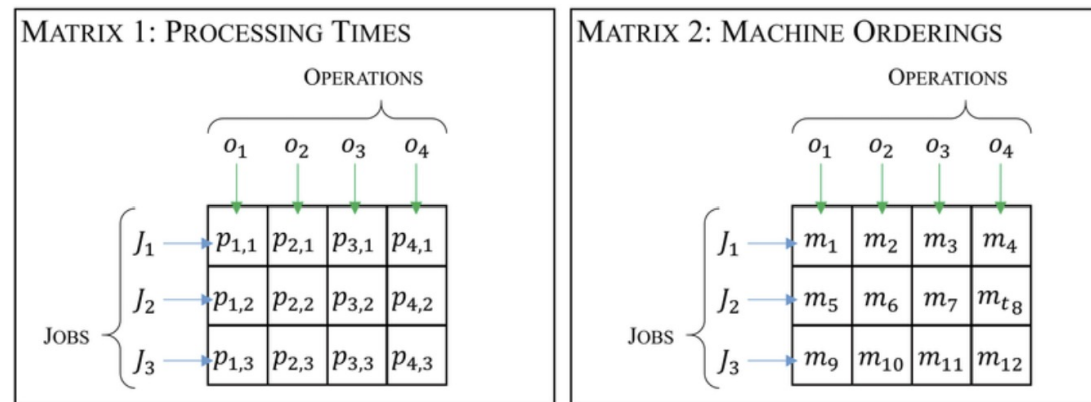 MATRIX 1: PROCESSING TIMES
OPERATIONS
o₁ o₂ o₃ o₄
J₁ p₁,₁ p₂,₁ p₃,₁ p₄,₁
J₂ p₁,₂ p₂,₂ p₃,₂ p₄,₂
JOBS
J₃ p₁,₃ p₂,₃ p₃,₃ p₄,₃
MATRIX 2: MACHINE ORDERINGS
OPERATIONS
o₁ o₂ o₃ o₄
J₁ m₁ m₂ m₃ m₄
J₂ m₅ m₆ m₇ m_{t₈}
JOBS
J₃ m₉ m₁₀ m₁₁ m₁₂